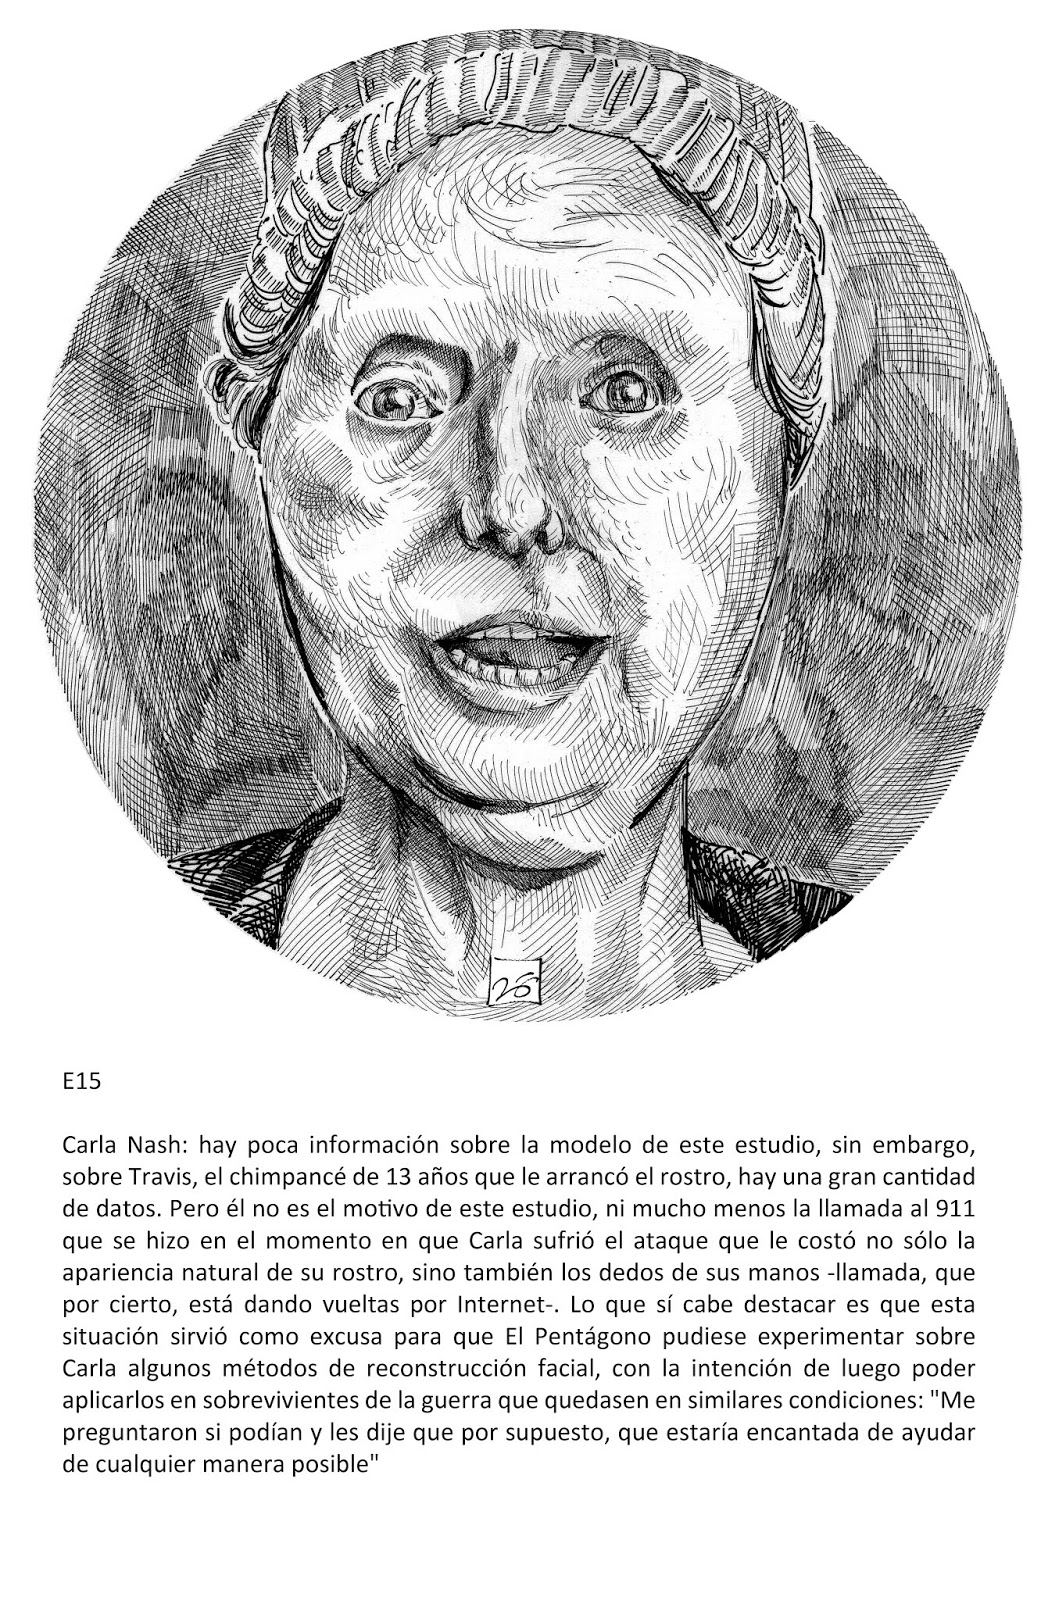 26
E15
Carla Nash: hay poca información sobre la modelo de este estudio, sin embargo,
sobre Travis, el chimpancé de 13 años que le arrancó el rostro, hay una gran cantidad
de datos. Pero él no es el motivo de este estudio, ni mucho menos la llamada al 911
que se hizo en el momento en que Carla sufrió el ataque que le costó no sólo la
apariencia natural de su rostro, sino también los dedos de sus manos -llamada, que
por cierto, está dando vueltas por Internet-. Lo que sí cabe destacar es que esta
situación sirvió como excusa para que El Pentágono pudiese experimentar sobre
Carla algunos métodos de reconstrucción facial, con la intención de luego poder
aplicarlos en sobrevivientes de la guerra que quedasen en similares condiciones: "Me
preguntaron si podían y les dije que por supuesto, que estaría encantada de ayudar
de cualquier manera posible"